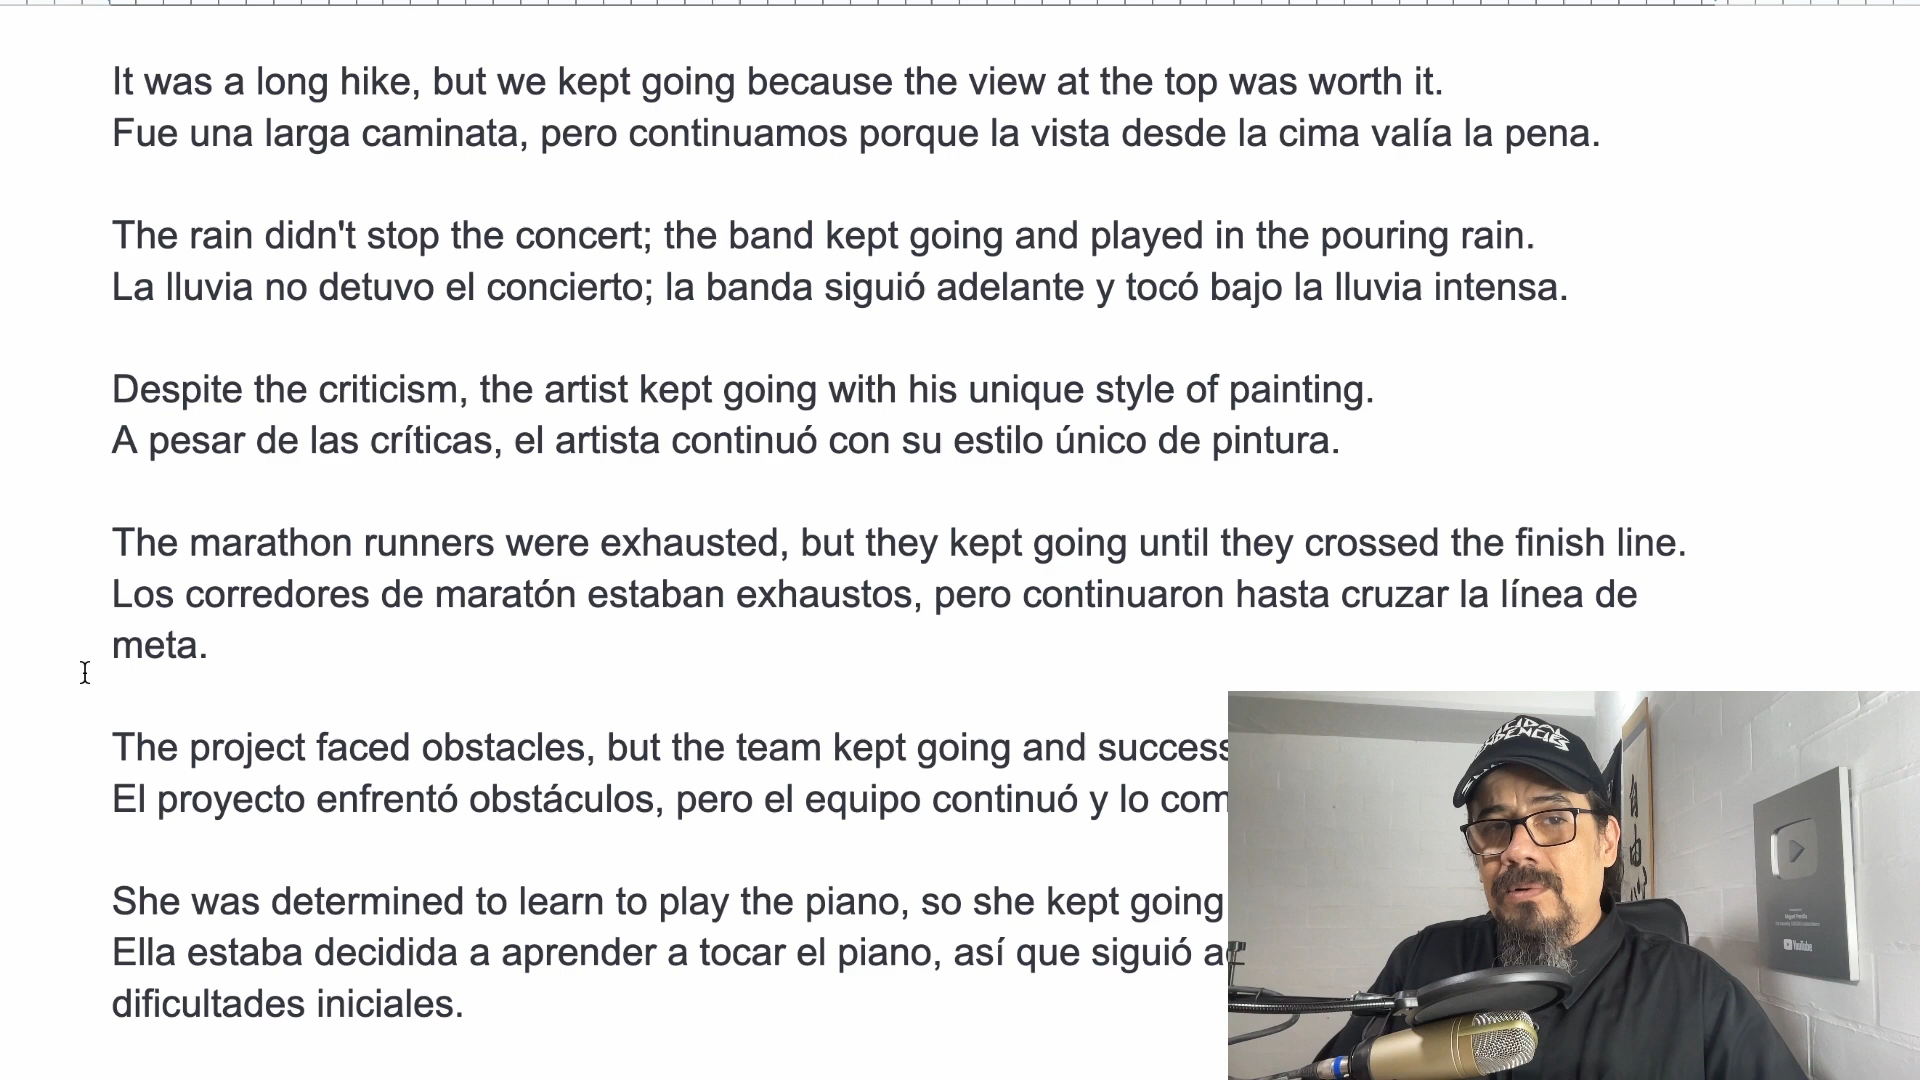 It was a long hike, but we kept going because the view at the top was worth it.
Fue una larga caminata, pero continuamos porque la vista desde la cima valía la pena.
The rain didn't stop the concert; the band kept going and played in the pouring rain.
La lluvia no detuvo el concierto; la banda siguió adelante y tocó bajo la lluvia intensa.
Despite the criticism, the artist kept going with his unique style of painting.
A pesar de las críticas, el artista continuó con su estilo único de pintura.
The marathon runners were exhausted, but they kept going until they crossed the finish line.
Los corredores de maratón estaban exhaustos, pero continuaron hasta cruzar la línea de
meta.
The project faced obstacles, but the team kept going and
El proyecto enfrentó obstáculos, pero el equipo continuó y lo
She was determined to learn to play the piano, so she kept going
Ella estaba decidida a aprender a tocar el piano, así que siguió
dificultades iniciales.
自由
YouTube